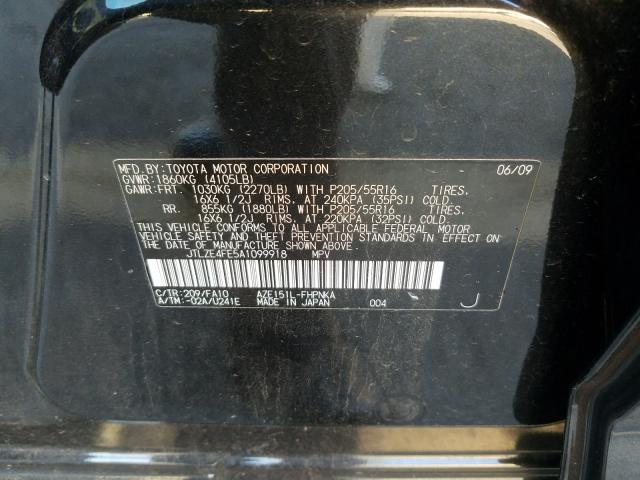 MFD.BY:TOYOTA MOTOR CORPORATION 06/09
GVWR:1860KG (4105LB)
GAWR:FRT. 1030KG (2270LB) WITH P205/55R16 TIRES.
16X6 1/2J RIMS. AT 240KPA (35PSI) COLD.
RR. 855KG (1880LB) WITH P205/55R16 TIRES.
16X6 1/2J RIMS. AT 220KPA (32PSI) COLD.
THIS VEHICLE CONFORMS TO ALL APPLICABLE FEDERAL MOTOR
VEHICLE SAFETY AND THEFT PREVENTION STANDARDS IN EFFECT
ON THE DATE OF MANUFACTURE SHOWN ABOVE.
JTLZE4FE5A1099918 MPV
C/TR:209/FA10 AZE151L-FHPNKA
A/TM:-02A/U241E MADE IN JAPAN 004 J